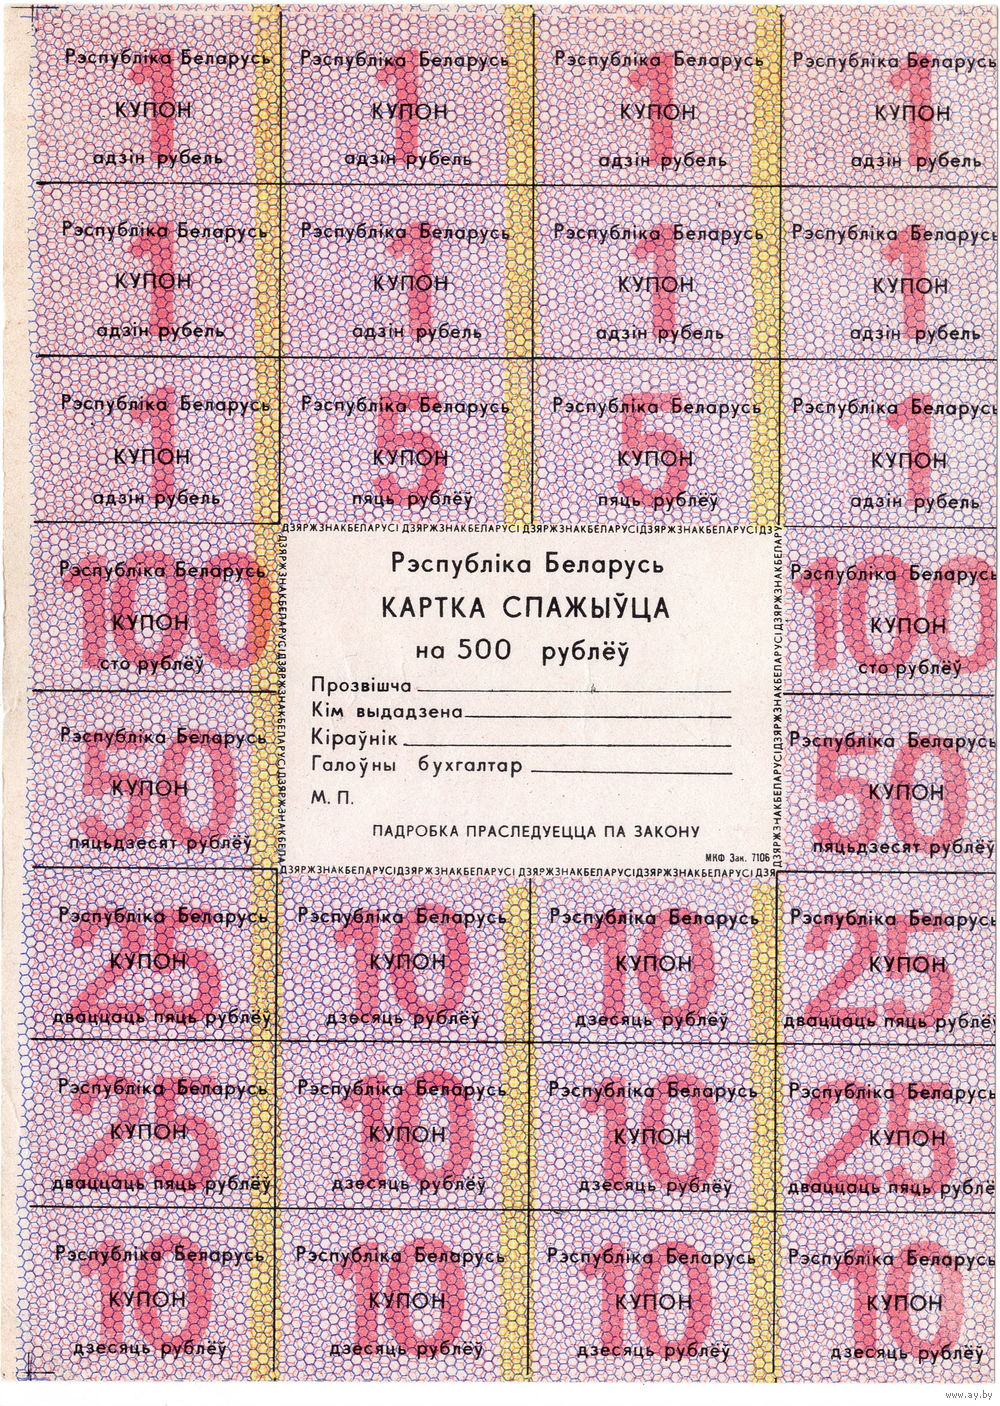 Рэспубліка Беларусь Рэспубліка Беларусь Рэспубліка Беларусь Рэспубліка Беларусь
1 1 1 1
КУПОН КУПОН КУПОН КУПОН
адзін рубель адзін рубель адзін рубель адзін рубель
Рэспубліка Беларусь Рэспубліка Беларусь Рэспубліка Беларусь Рэспубліка Беларусь
1 1 1 1
КУПОН КУПОН КУПОН КУПОН
адзін рубель адзін рубель адзін рубель адзін рубель
Рэспубліка Беларусь Рэспубліка Беларусь Рэспубліка Беларусь Рэспубліка Беларусь
1 5 5 1
КУПОН КУПОН КУПОН КУПОН
адзін рубель пяць рублёў пяць рублёў адзін рубель
ДЗЯРЖЗНАКБЕЛАРУСІ ДЗЯРЖЗНАКБЕЛАРУСІ ДЗЯРЖЗНАКБЕЛАРУСІДЗЯРЖЗНАКБЕЛАРУСІДЗ
ДЗЯРЖЗНАКБЕЛАРУСІДЗЯРЖЗНАКБЕЛАРУСІДЗЯРЖЗНАКБЕЛА
Рэспубліка Беларусь
100
КУПОН
сто рублёў
Рэспубліка Беларусь
50
КУПОН
пяцьдзесят рублёў
Рэспубліка Беларусь
КАРТКА СПАЖЫЎЦА
на 500 рублёў
Прозвішча
Кім выдадзена
Кіраўнік
Галоўны бухгалтар
М. П.
ПАДРОБКА ПРАСЛЕДУЕЦЦА ПА ЗАКОНУ
МКФ Зак. 7106
ДЗЯРЖЗНАКБЕЛАРУСІДЗЯРЖЗНАКБЕЛАРУСІДЗЯРЖЗНАКБЕЛАРУ
Рэспубліка Беларусь
100
КУПОН
сто рублёў
Рэспубліка Беларусь
50
КУПОН
пяцьдзесят рублёў
ДЗЯРЖЗНАКБЕЛАРУСІДЗЯРЖЗНАКБЕЛАРУСІ ДЗЯРЖЗНАКБЕЛАРУСІДЗЯРЖЗНАКБЕЛАРУСІ ДЗЯ
Рэспубліка Беларусь Рэспубліка Беларусь Рэспубліка Беларусь Рэспубліка Беларусь
25 10 10 25
КУПОН КУПОН КУПОН КУПОН
дваццаць пяць рублёў дзесяць рублёў дзесяць рублёў дваццаць пяць рублёў
Рэспубліка Беларусь Рэспубліка Беларусь Рэспубліка Беларусь Рэспубліка Беларусь
25 10 10 25
КУПОН КУПОН КУПОН КУПОН
дваццаць пяць рублёў дзесяць рублёў дзесяць рублёў дваццаць пяць рублё
Рэспубліка Беларусь Рэспубліка Беларусь Рэспубліка Беларусь Рэспубліка Беларусь
10 10 10 10
КУПОН КУПОН КУПОН КУПОН
дзесяць рублёў дзесяць рублёў дзесяць рублёў дзесяць рублёў
www.ay.by